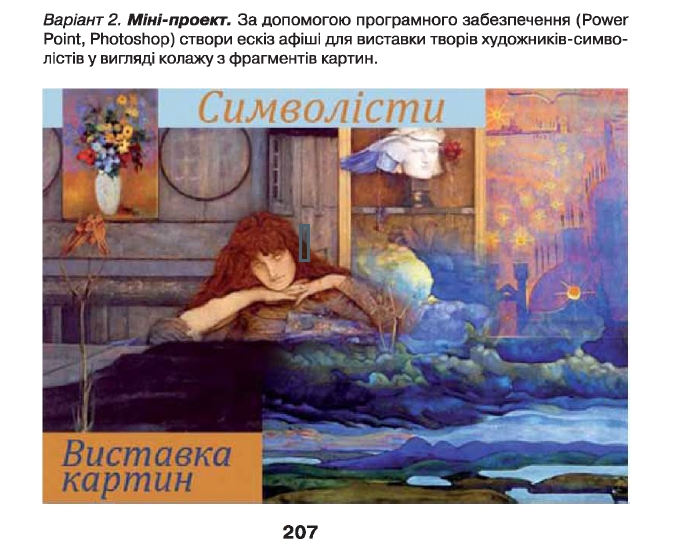 Варіант 2. Міні-проект. За допомогою програмного забезпечення (Power
Point, Photoshop) створи ескіз афіші для виставки творів художників-симво-
лістів у вигляді колажу з фрагментів картин.
Символісти
Виставка
картин
207